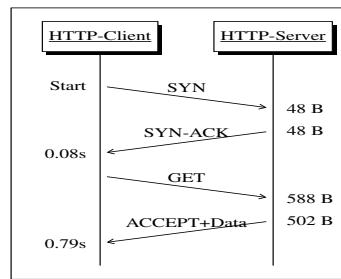 HTTP-Client HTTP-Server
Start
SYN
48 B
SYN-ACK
48 B
0.08s
GET
588 B
ACCEPT+Data
502 B
0.79s